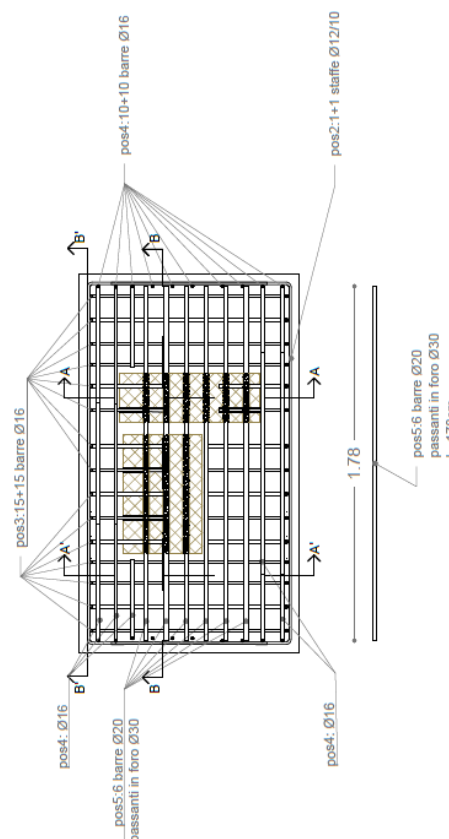 pos4:10+10 barre Ø16
pos2:1+1 staffe Ø12/10
B'
B
pos3:15+15 barre Ø16
A
A
A'
A'
1.78
pos5:6 barre Ø20
passanti in foro Ø30
B'
B
pos4: Ø16
pos5:6 barre Ø20
passanti in foro Ø30
pos4: Ø16